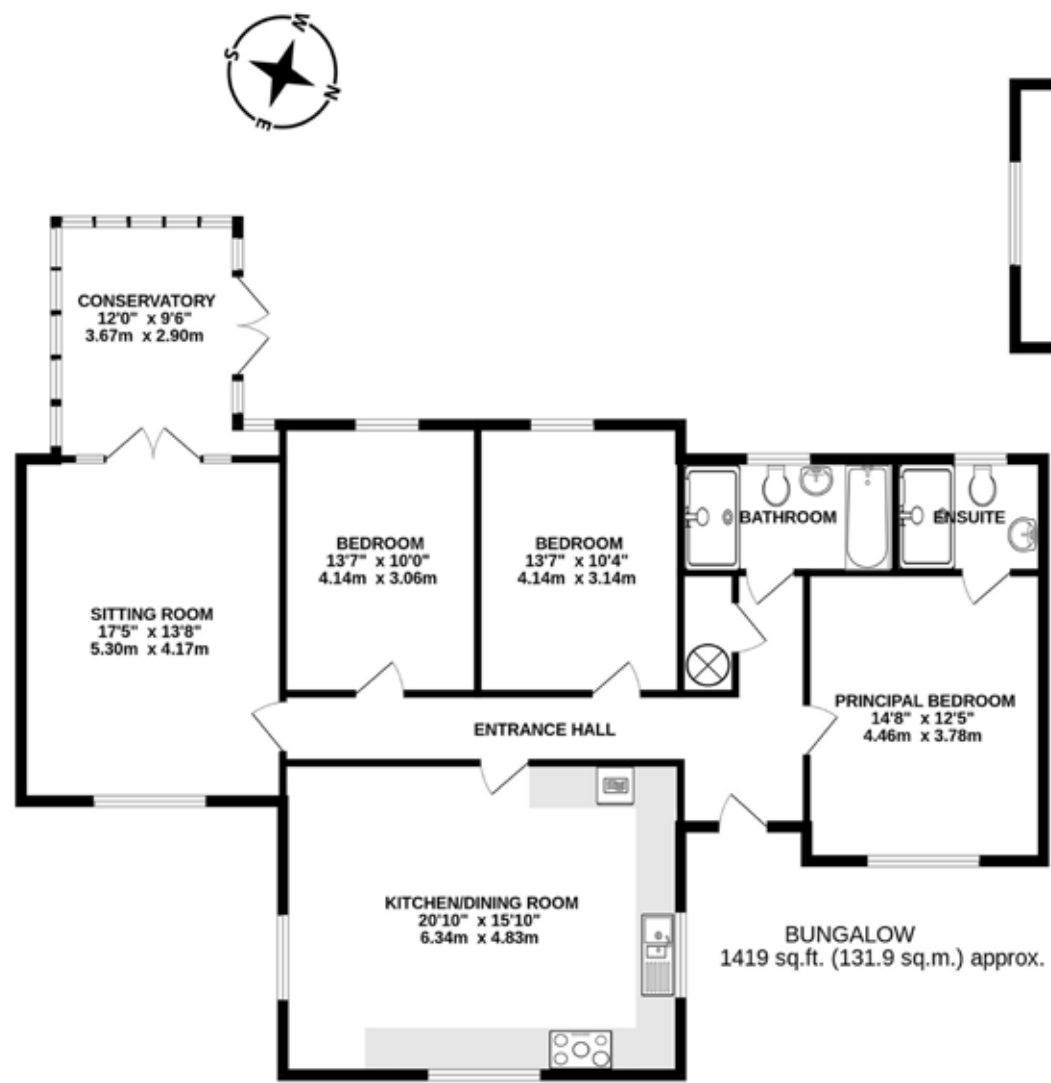 W
S
N
E
CONSERVATORY
12'0" x 9'6"
3.67m x 2.90m
BEDROOM
13'7" x 10'0"
4.14m x 3.06m
BEDROOM
13'7" x 10'4"
4.14m x 3.14m
BATHROOM
ENSUITE
SITTING ROOM
17'5" x 13'8"
5.30m x 4.17m
PRINCIPAL BEDROOM
14'8" x 12'5"
4.46m x 3.78m
ENTRANCE HALL
KITCHEN/DINING ROOM
20'10" x 15'10"
6.34m x 4.83m
BUNGALOW
1419 sq.ft. (131.9 sq.m.) approx.